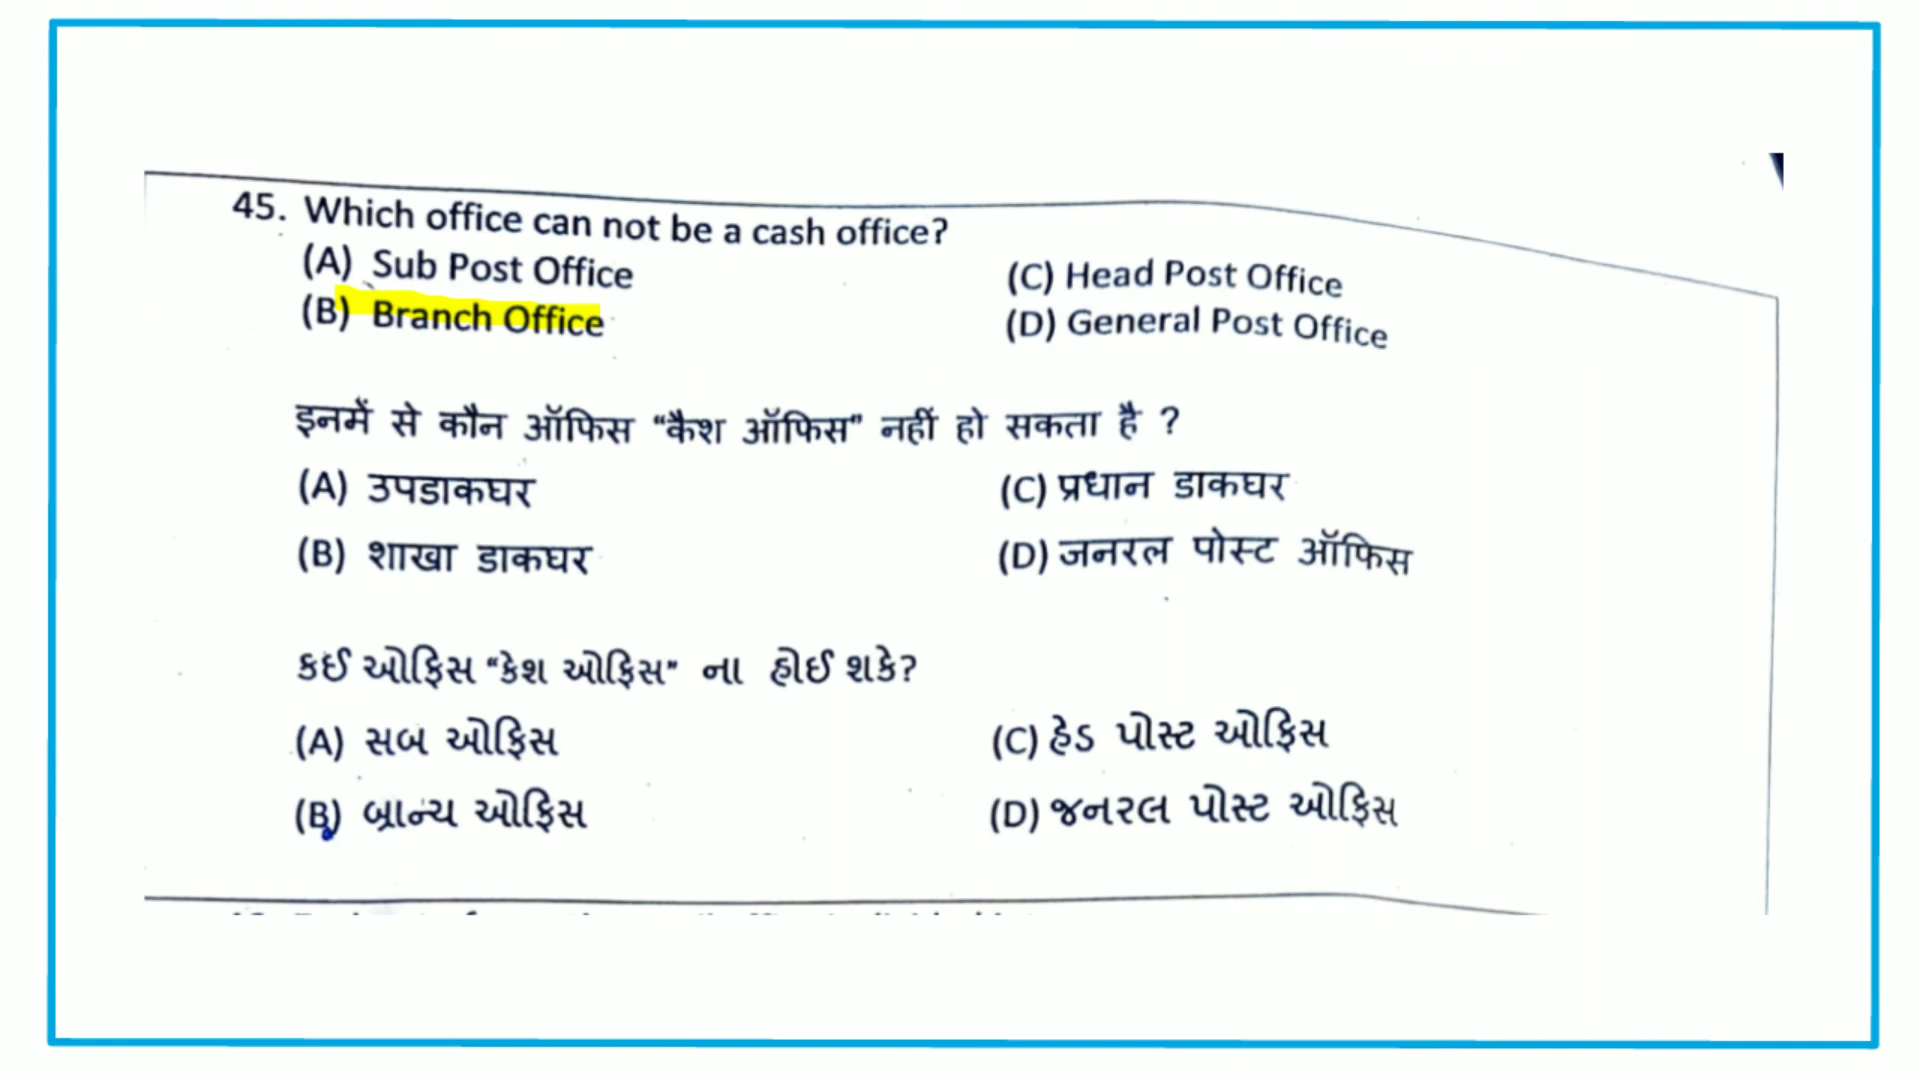 45. Which office can not be a cash office?
(A) Sub Post Office
(C) Head Post Office
(B) Branch Office
(D) General Post Office
इनमें से कौन ऑफिस “कैश ऑफिस” नहीं हो सकता है ?
(A) उपडाकघर
(C) प्रधान डाकघर
(B) शाखा डाकघर
(D) जनरल पोस्ट ऑफिस
કઈ ઓફિસ “કેશ ઓફિસ” ના હોઈ શકે?
(A) સબ ઓફિસ
(C) હેડ પોસ્ટ ઓફિસ
(B) બ્રાન્ચ ઓફિસ
(D) જનરલ પોસ્ટ ઓફિસ